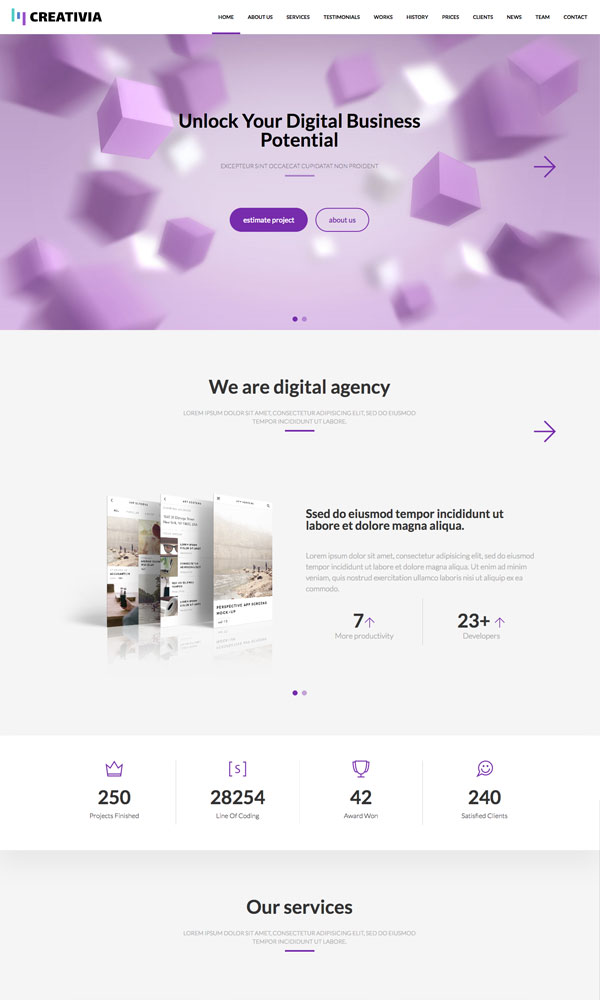 CREATIVIA
HOME ABOUT US SERVICES TESTIMONIALS WORKS HISTORY PRICES CLIENTS NEWS TEAM CONTACT
Unlock Your Digital Business
Potential
EXCEPTEUR SINT OCCAECAT CUPIDATAT NON PROIDENT
estimate project about us
We are digital agency
LOREM IPSUM DOLOR SIT AMET, CONSECTETUR ADIPISICING ELIT, SED DO EIUSMOD
TEMPOR INCIDIDUNT UT LABORE.
PERSPECTIVE APP SCREENS
MOCK-UP
Ssed do eiusmod tempor incididunt ut
labore et dolore magna aliqua.
Lorem ipsum dolor sit amet, consectetur adipisicing elit, sed do eiusmod
tempor incididunt ut labore et dolore magna aliqua. Ut enim ad minim
veniam, quis nostrud exercitation ullamco laboris nisi ut aliquip ex ea
commodo.
7 23+
More productivity Developers
[S]
250 28254 42 240
Projects Finished Line Of Coding Award Won Satisfied Clients
Our services
LOREM IPSUM DOLOR SIT AMET, CONSECTETUR ADIPISICING ELIT, SED DO EIUSMOD
TEMPOR INCIDIDUNT UT LABORE.